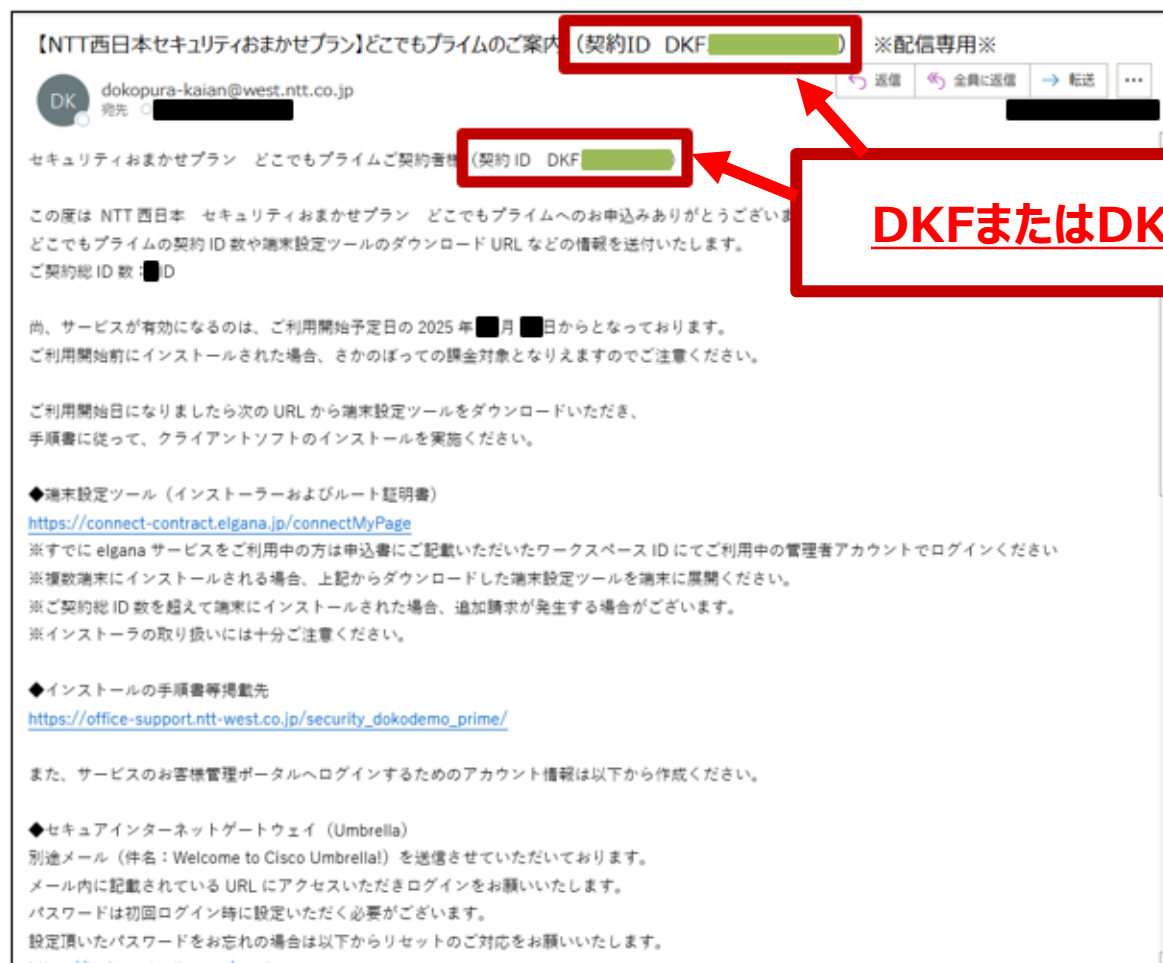 【NTT西日本セキュリティおまかせプラン】どこでもプライムのご案内（契約ID DKF　　　） ※配信専用※
DK
dokopura-kaian@west.ntt.co.jp
宛先
返信 全員に返信 転送 ...
セキュリティおまかせプラン　どこでもプライムご契約者様（契約 ID　DKF　　　）
DKFまたはDK
この度は NTT 西日本　セキュリティおまかせプラン　どこでもプライムへのお申込みありがとうございま
どこでもプライムの契約 ID 数や端末設定ツールのダウンロード URL などの情報を送付いたします。
ご契約総 ID 数：　ID
尚、サービスが有効になるのは、ご利用開始予定日の 2025 年　月　日からとなっております。
ご利用開始前にインストールされた場合、さかのぼっての課金対象となりえますのでご注意ください。
ご利用開始日になりましたら次の URL から端末設定ツールをダウンロードいただき、
手順書に従って、クライアントソフトのインストールを実施ください。
◆端末設定ツール（インストーラーおよびルート証明書）
https://connect-contract.elgana.jp/connectMyPage
※すでに elgana サービスをご利用中の方は申込書にご記載いただいたワークスペース ID にてご利用中の管理者アカウントでログインください
※複数端末にインストールされる場合、上記からダウンロードした端末設定ツールを端末に展開ください。
※ご契約総 ID 数を超えて端末にインストールされた場合、追加請求が発生する場合がございます。
※インストーラの取り扱いには十分ご注意ください。
◆インストールの手順書等掲載先
https://office-support.ntt-west.co.jp/security_dokodemo_prime/
また、サービスのお客様管理ポータルへログインするためのアカウント情報は以下から作成ください。
◆セキュアインターネットゲートウェイ（Umbrella）
別途メール（件名：Welcome to Cisco Umbrella!）を送信させていただいております。
メール内に記載されている URL にアクセスいただきログインをお願いいたします。
パスワードは初回ログイン時に設定いただく必要がございます。
設定頂いたパスワードをお忘れの場合は以下からリセットのご対応をお願いいたします。